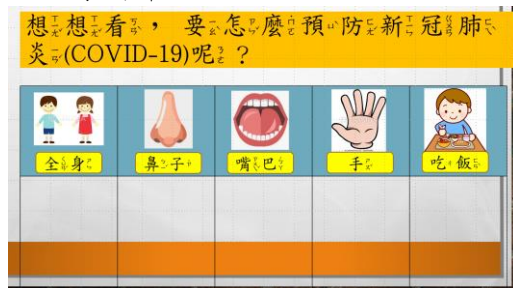 想想看， 要怎麼預防新冠肺
炎(COVID-19)呢？
全身
鼻子
嘴巴
手
吃飯